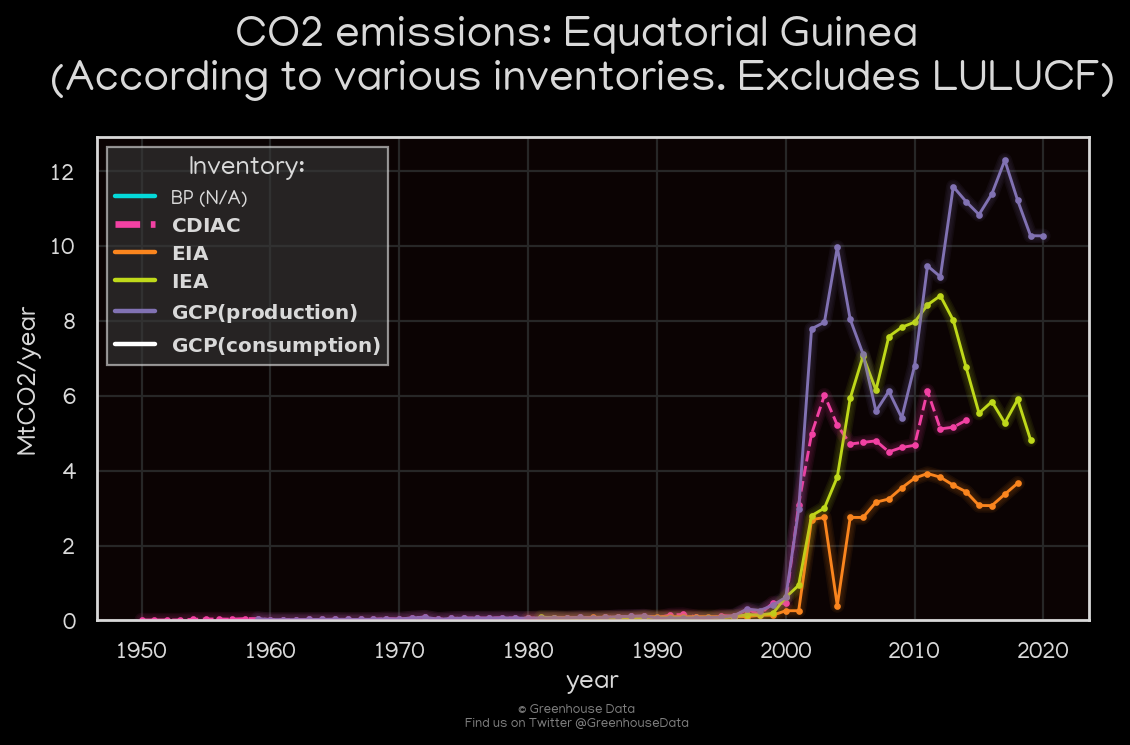 CO2 emissions: Equatorial Guinea
(According to various inventories. Excludes LULUCF)
Inventory:
BP (N/A)
CDIAC
EIA
IEA
GCP(production)
GCP(consumption)
MtCO2/year
12
10
8
6
4
2
0
1950 1960 1970 1980 1990 2000 2010 2020
year
© Greenhouse Data
Find us on Twitter @GreenhouseData